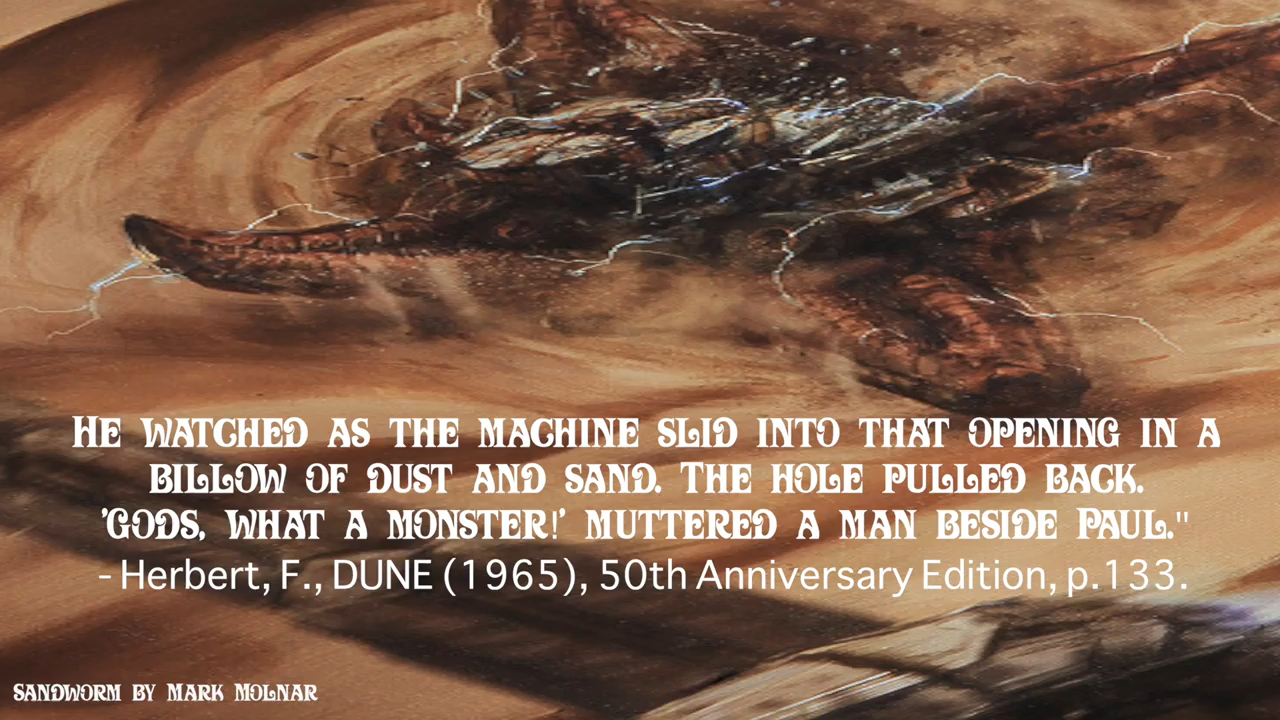 He watched as the machine slid into that opening in a
billow of dust and sand. The hole pulled back.
'Gods, what a monster!' muttered a man beside Paul."
- Herbert, F., DUNE (1965), 50th Anniversary Edition, p.133.
Sandworm by Mark Molnar